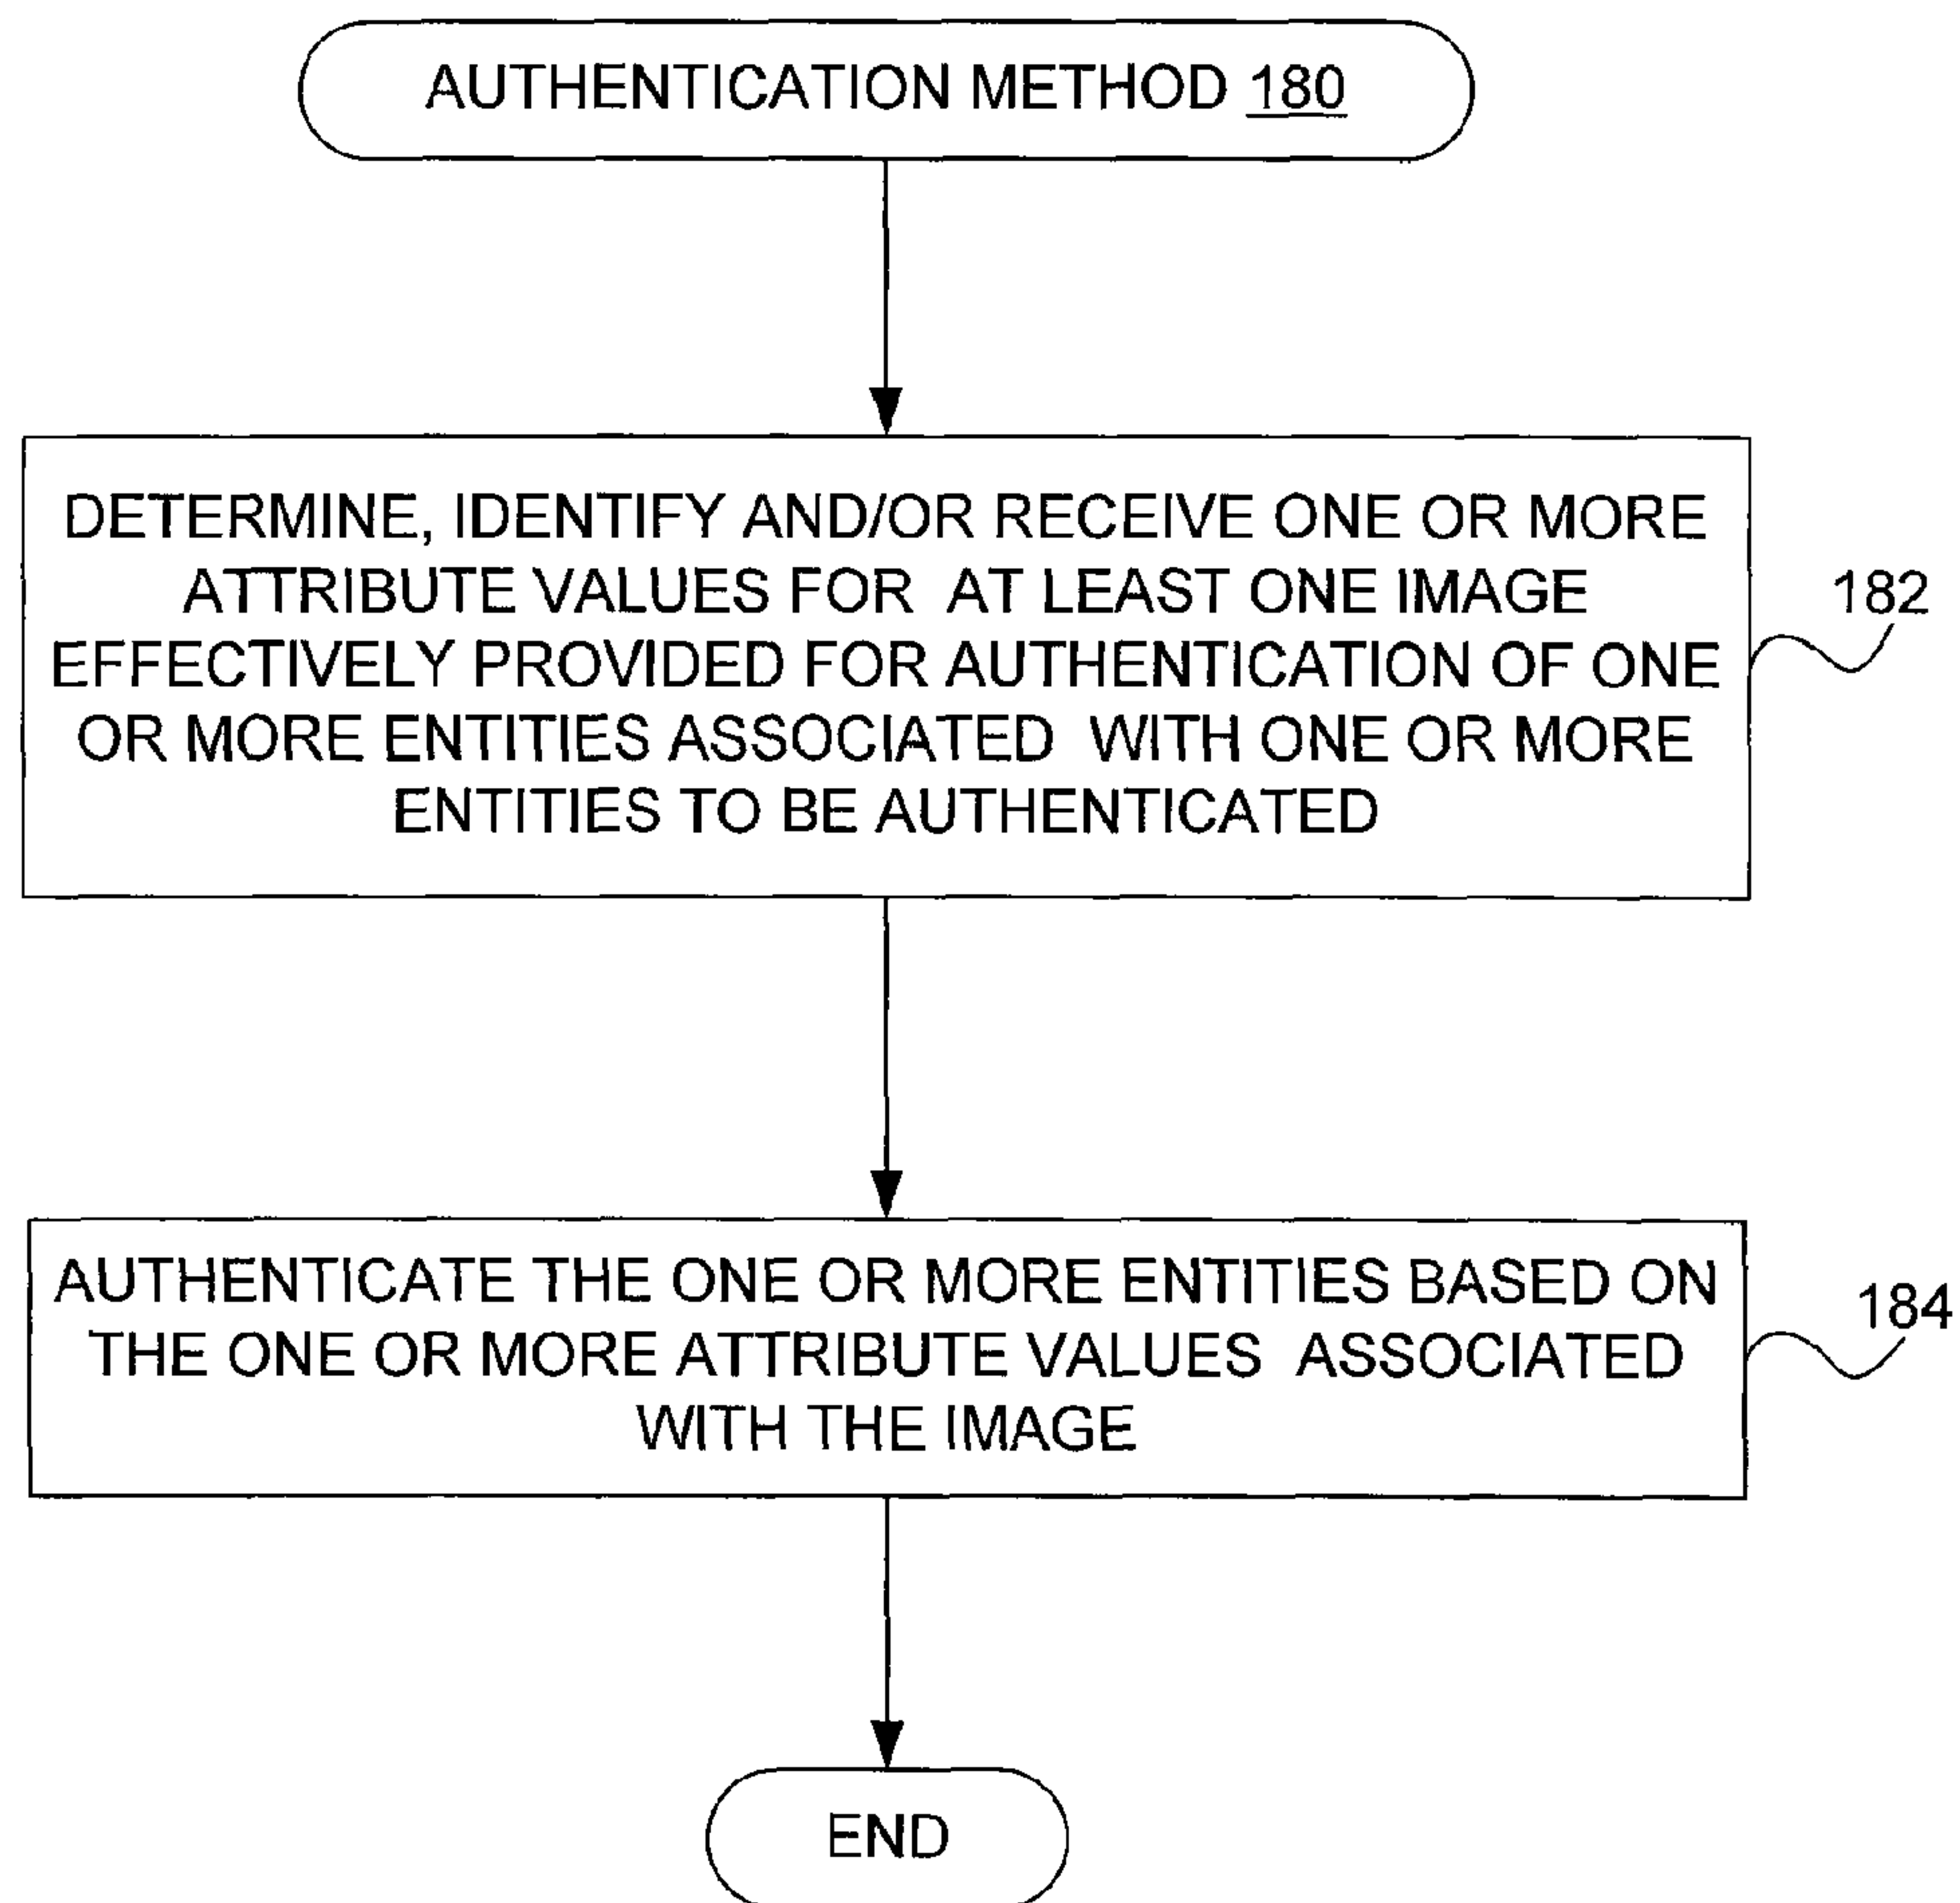 AUTHENTICATION METHOD 180
DETERMINE, IDENTIFY AND/OR RECEIVE ONE OR MORE
ATTRIBUTE VALUES FOR AT LEAST ONE IMAGE
EFFECTIVELY PROVIDED FOR AUTHENTICATION OF ONE
OR MORE ENTITIES ASSOCIATED WITH ONE OR MORE
ENTITIES TO BE AUTHENTICATED
182
AUTHENTICATE THE ONE OR MORE ENTITIES BASED ON
THE ONE OR MORE ATTRIBUTE VALUES ASSOCIATED
WITH THE IMAGE
184
END